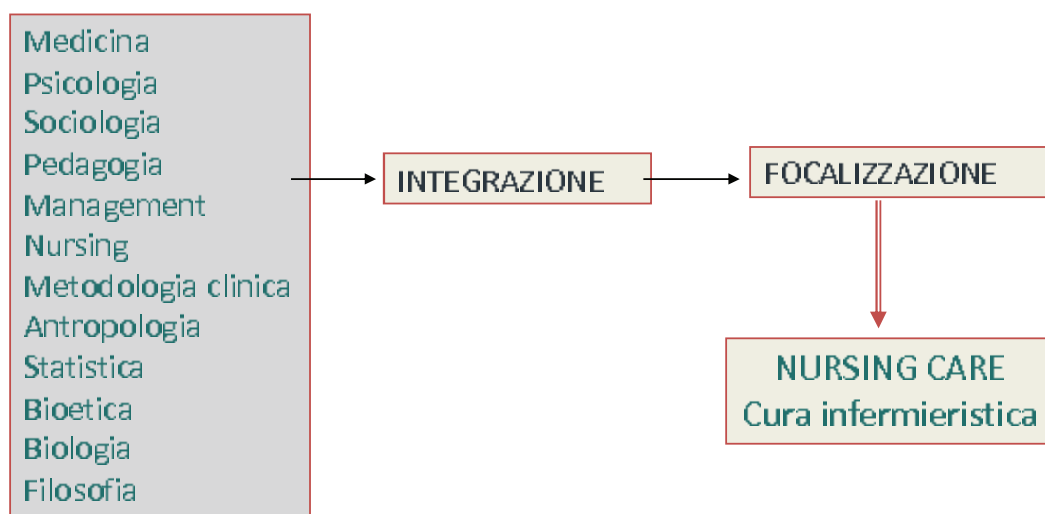 Medicina
Psicologia
Sociologia
Pedagogia
Management
Nursing
Metodologia clinica
Antropologia
Statistica
Bioetica
Biologia
Filosofia
INTEGRAZIONE
FOCALIZZAZIONE
NURSING CARE
Cura infermieristica